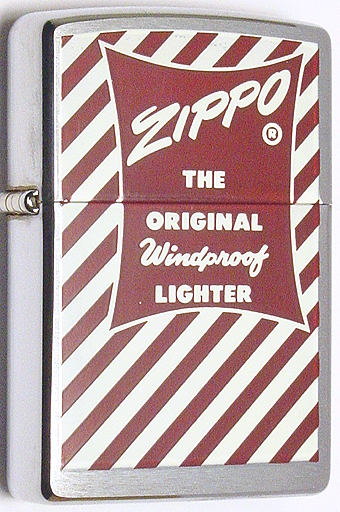 ZIPPO
®
THE
ORIGINAL
Windproof
LIGHTER